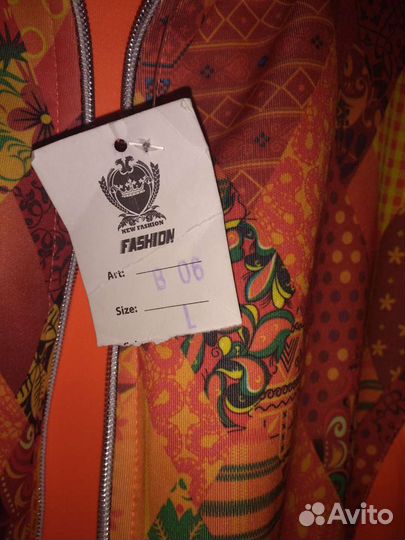 NEW FASHION
FASHION
Art: B 06
Size: L
Avito